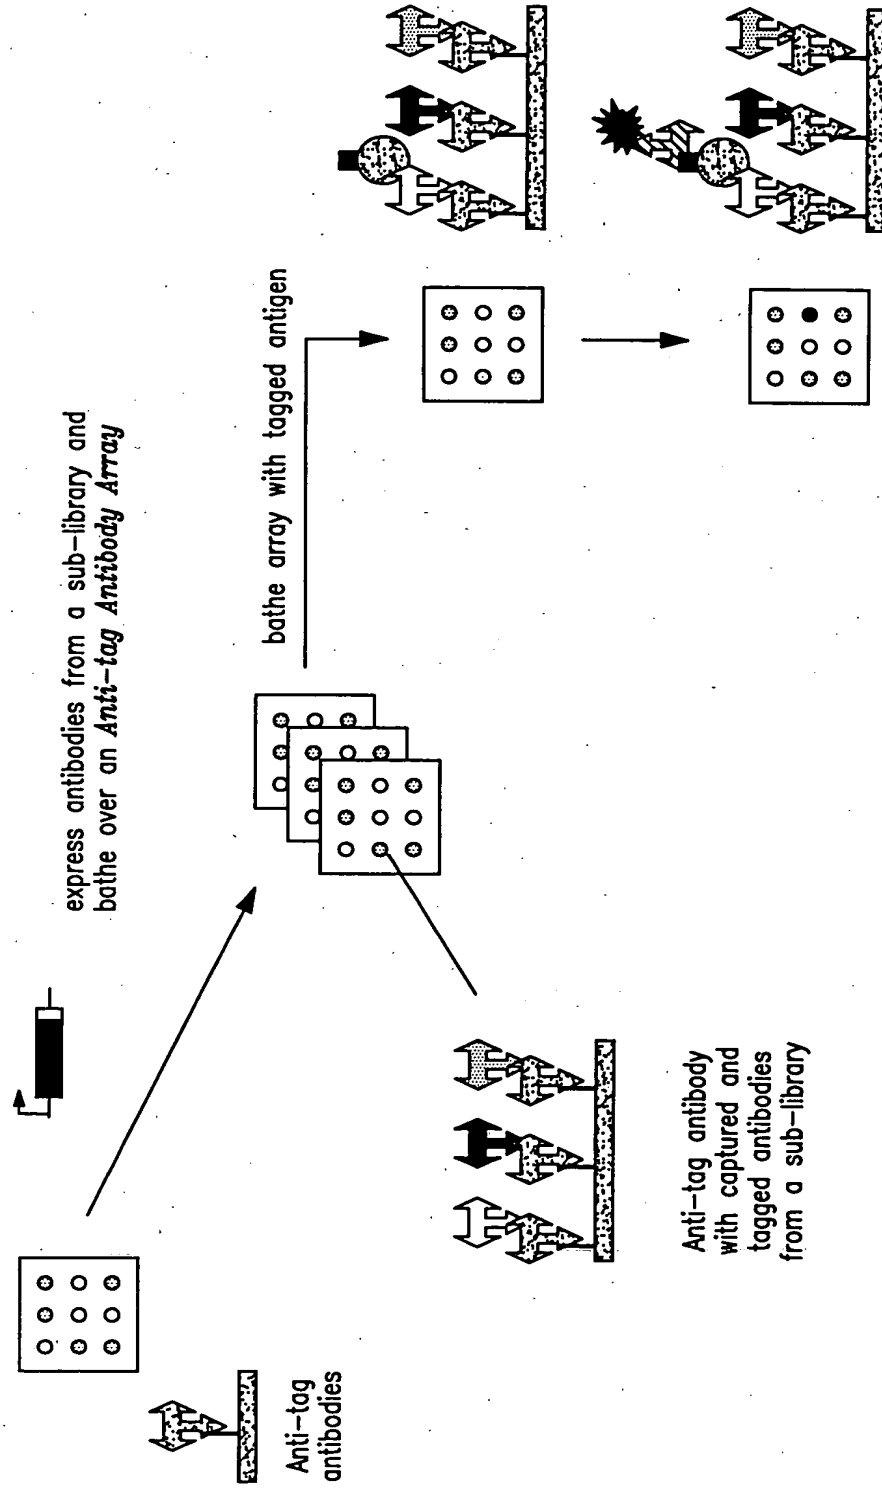 express antibodies from a sub-library and
bathe over an Anti-tag Antibody Array
bathe array with tagged antigen
Anti-tag
antibodies
Anti-tag antibody
with captured and
tagged antibodies
from a sub-library